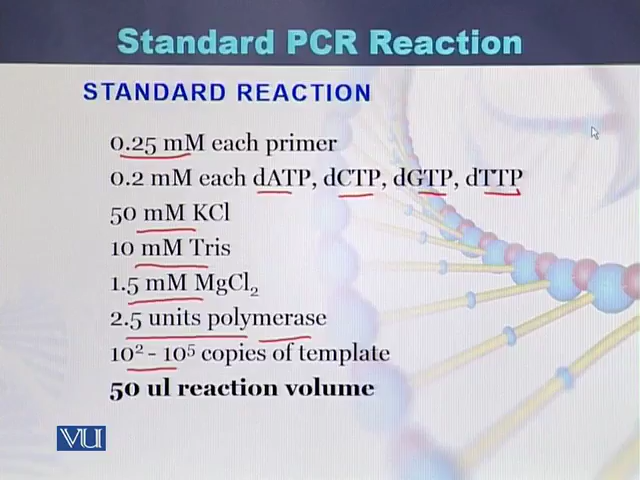 Standard PCR Reaction
STANDARD REACTION
0.25 mM each primer
0.2 mM each dATP, dCTP, dGTP, dTTP
50 mM KCl
10 mM Tris
1.5 mM MgCl₂
2.5 units polymerase
10² - 10⁵ copies of template
50 ul reaction volume
VU